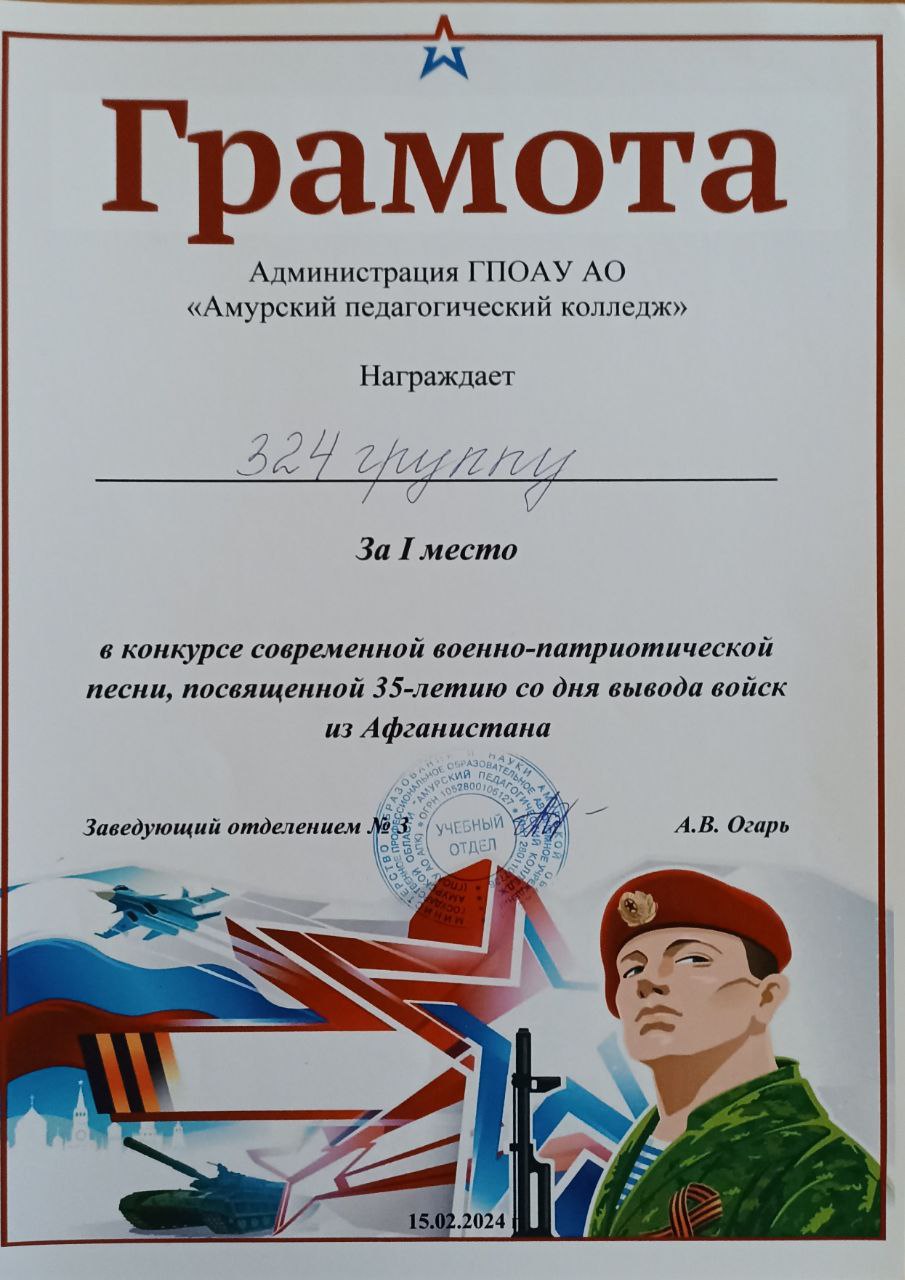 Грамота
Администрация ГПОАУ АО
«Амурский педагогический колледж»
Награждает
324 группу
За I место
в конкурсе современной военно-патриотической
песни, посвященной 35-летию со дня вывода войск
из Афганистана
Заведующий отделением № 3
А.В. Огарь
УЧЕБНЫЙ
ОТДЕЛ
15.02.2024 г